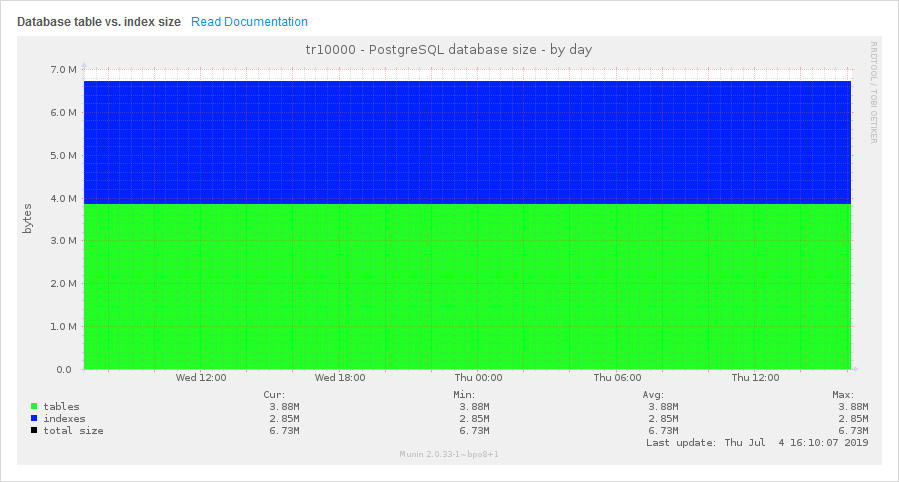 Database table vs. index size Read Documentation
tr10000 - PostgreSQL database size - by day
RRDTOOL / TOBI OETIKER
bytes
7.0 M
6.0 M
5.0 M
4.0 M
3.0 M
2.0 M
1.0 M
0.0
Wed 12:00 Wed 18:00 Thu 00:00 Thu 06:00 Thu 12:00
Cur: Min: Avg: Max:
tables 3.88M 3.88M 3.88M 3.88M
indexes 2.85M 2.85M 2.85M 2.85M
total size 6.73M 6.73M 6.73M 6.73M
Last update: Thu Jul 4 16:10:07 2019
Munin 2.0.33-1~bpo8+1